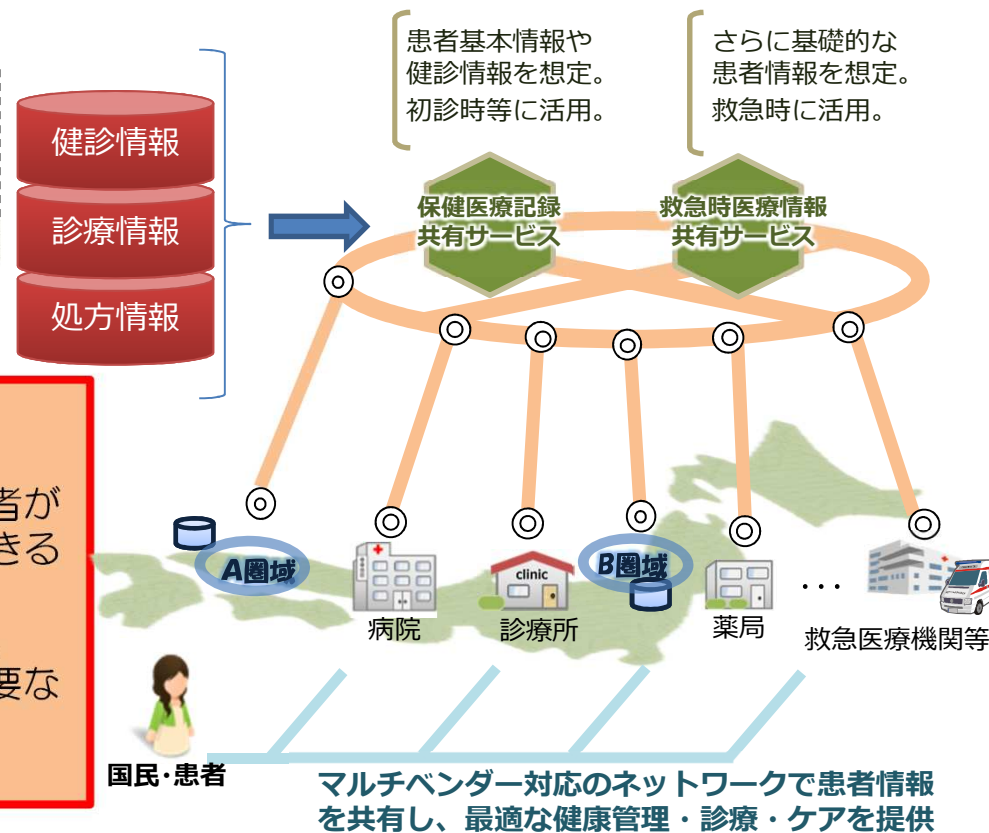 患者基本情報や
健診情報を想定。
初診時等に活用。
さらに基礎的な
患者情報を想定。
救急時に活用。
健診情報
診療情報
処方情報
保健医療記録
共有サービス
救急時医療情報
共有サービス
者が
きる
要な
A圏域
病院
clinic
診療所
B圏域
薬局
…
救急医療機関等
国民・患者
マルチベンダー対応のネットワークで患者情報
を共有し、最適な健康管理・診療・ケアを提供